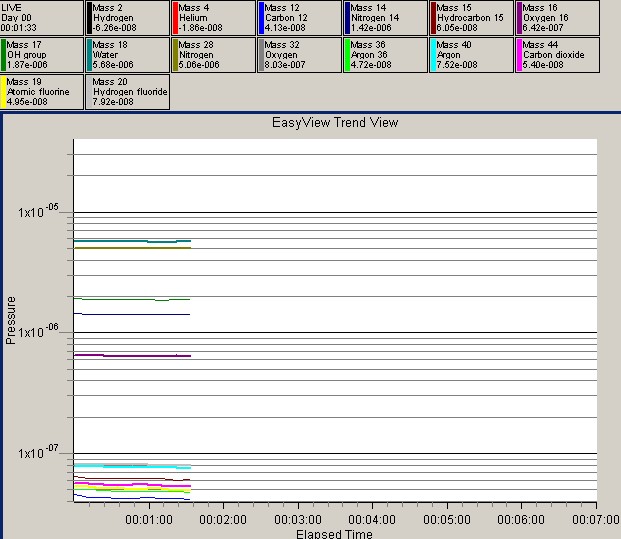 LIVE
Day 00
00:01:33
Mass 2
Hydrogen
-6.26e-008
Mass 4
Helium
-1.86e-008
Mass 12
Carbon 12
4.13e-008
Mass 14
Nitrogen 14
1.42e-006
Mass 15
Hydrocarbon 15
6.05e-008
Mass 16
Oxygen 16
6.42e-007
Mass 17
OH group
1.87e-006
Mass 18
Water
5.68e-006
Mass 28
Nitrogen
5.06e-006
Mass 32
Oxygen
8.03e-007
Mass 36
Argon 36
4.72e-008
Mass 40
Argon
7.52e-008
Mass 44
Carbon dioxide
5.40e-008
Mass 19
Atomic fluorine
4.95e-008
Mass 20
Hydrogen fluoride
7.92e-008
EasyView Trend View
1x10 -05
1x10 -06
1x10 -07
Pressure
00:01:00 00:02:00 00:03:00 00:04:00 00:05:00 00:06:00 00:07:00
Elapsed Time